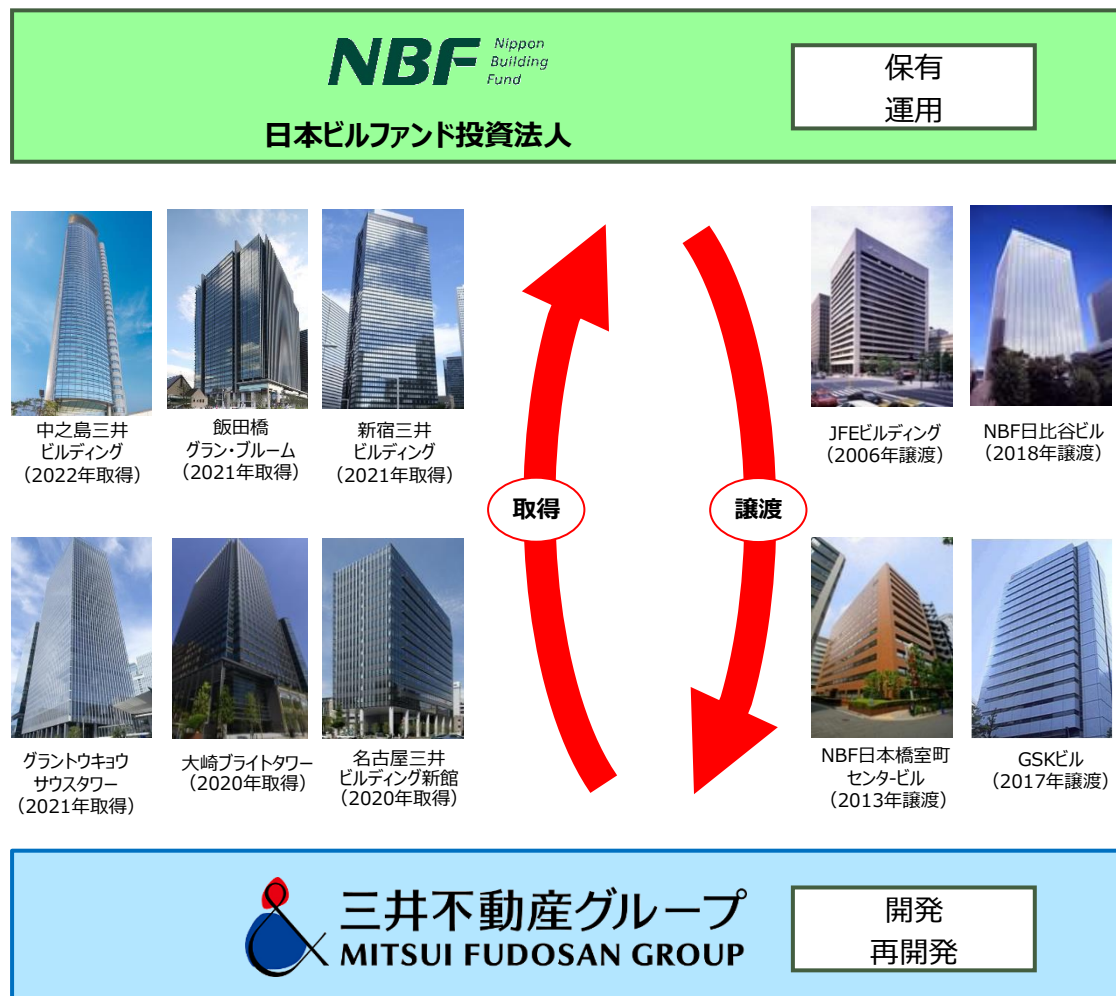 NBF Nippon
Building
Fund
日本ビルファンド投資法人
保有
運用
中之島三井
ビルディング
(2022年取得)
飯田橋
グラン・ブルーム
(2021年取得)
新宿三井
ビルディング
(2021年取得)
JFEビルディング
(2006年譲渡)
NBF日比谷ビル
(2018年譲渡)
取得
譲渡
グラントウキョウ
サウスタワー
(2021年取得)
大崎ブライトタワー
(2020年取得)
名古屋三井
ビルディング新館
(2020年取得)
NBF日本橋室町
センタ-ビル
(2013年譲渡)
GSKビル
(2017年譲渡)
三井不動産グループ
MITSUI FUDOSAN GROUP
開発
再開発